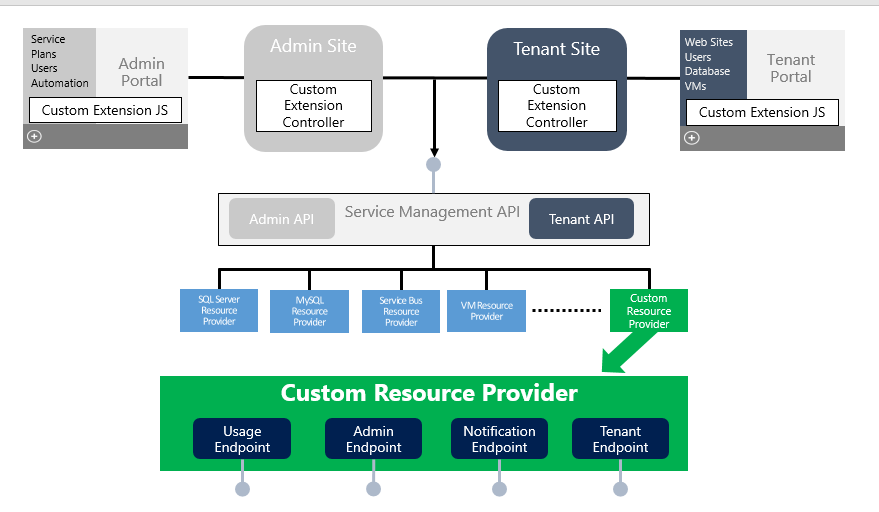 Service
Plans
Users
Automation
Admin
Portal
Custom Extension JS
Admin Site
Custom
Extension
Controller
Tenant Site
Custom
Extension
Controller
Web Sites
Users
Database
VMs
Tenant
Portal
Custom Extension JS
Admin API
Service Management API
Tenant API
SQL Server
Resource
Provider
MySQL
Resource
Provider
Service Bus
Resource
Provider
VM Resource
Provider
Custom
Resource
Provider
Custom Resource Provider
Usage
Endpoint
Admin
Endpoint
Notification
Endpoint
Tenant
Endpoint